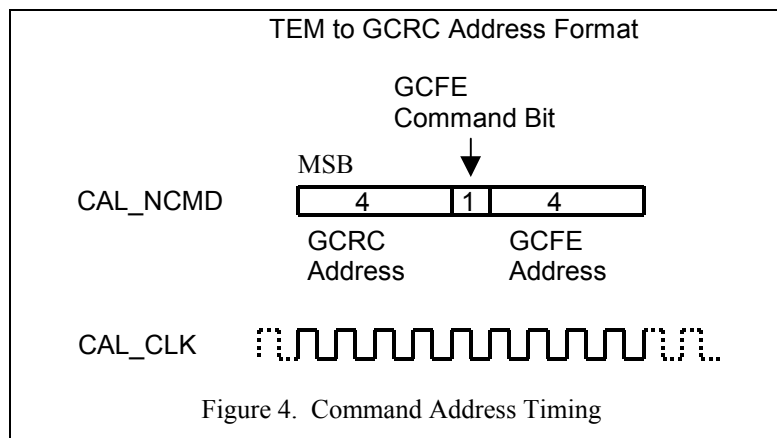 TEM to GCRC Address Format
GCFE
Command Bit
MSB
CAL_NCMD
4 1 4
GCRC
Address
GCFE
Address
CAL_CLK
Figure 4. Command Address Timing